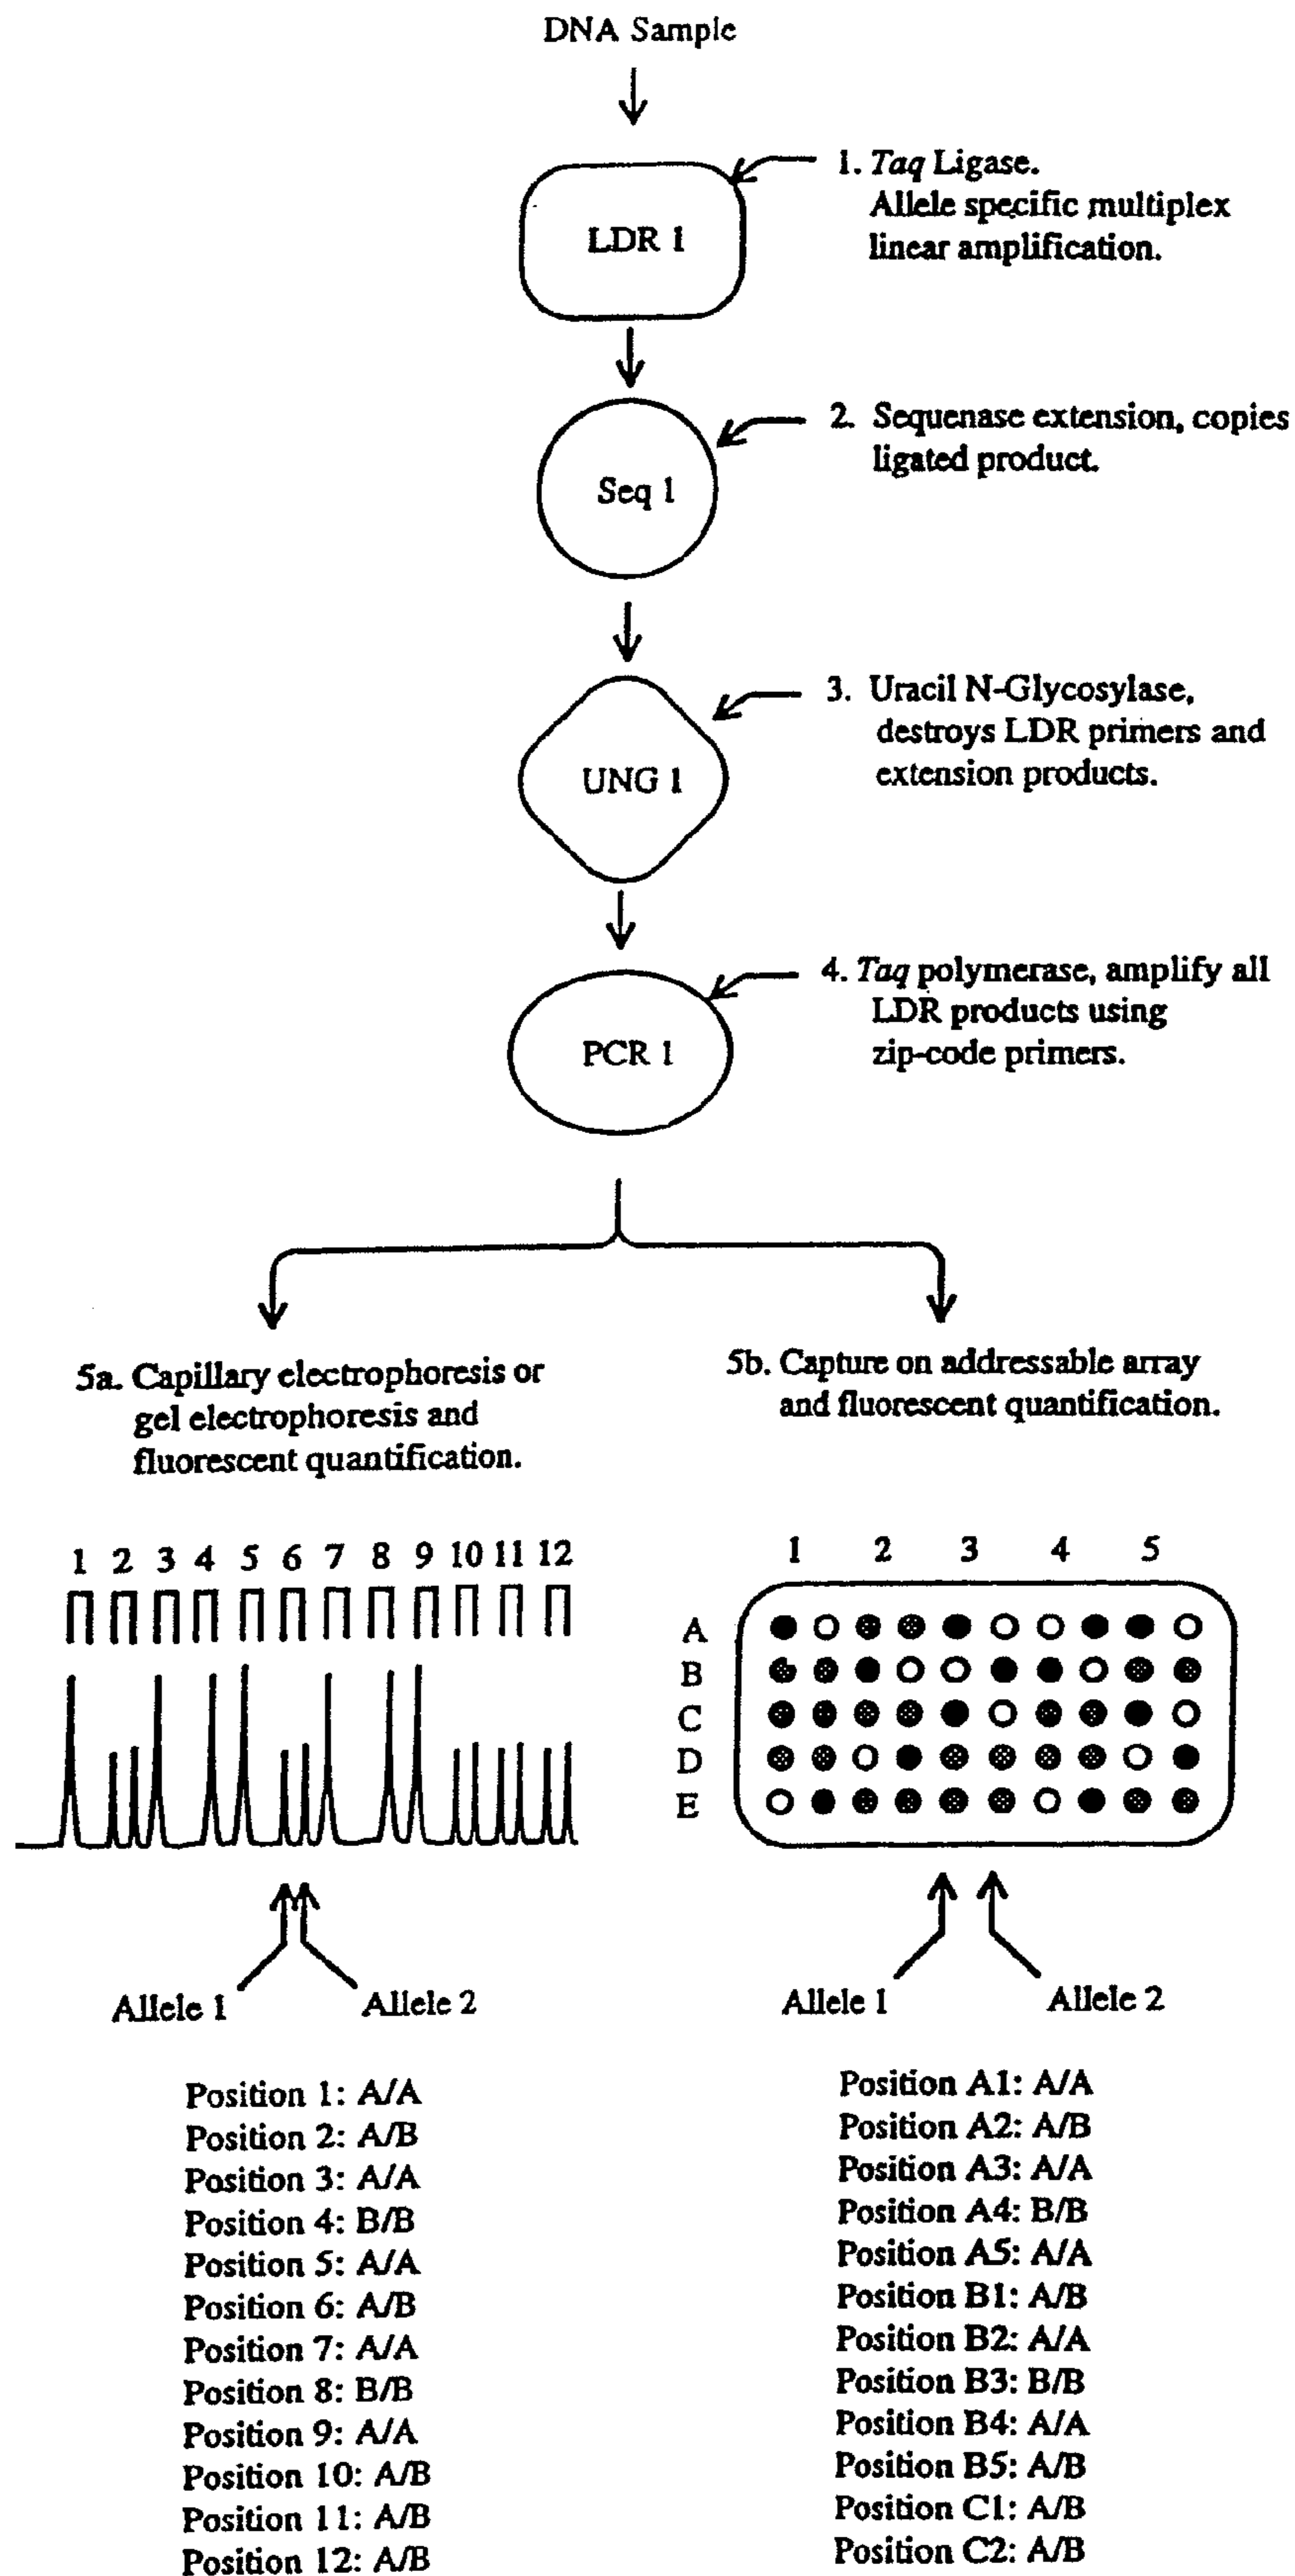 DNA Sample
1. Taq Ligase.
Allele specific multiplex
linear amplification.
LDR 1
2. Sequenase extension, copies
ligated product.
Seq 1
3. Uracil N-Glycosylase,
destroys LDR primers and
extension products.
UNG 1
4. Taq polymerase, amplify all
LDR products using
zip-code primers.
PCR 1
5a. Capillary electrophoresis or
gel electrophoresis and
fluorescent quantification.
5b. Capture on addressable array
and fluorescent quantification.
1 2 3 4 5 6 7 8 9 10 11 12
1 2 3 4 5
A
B
C
D
E
Allele 1
Allele 2
Allele 1
Allele 2
Position 1: A/A
Position 2: A/B
Position 3: A/A
Position 4: B/B
Position 5: A/A
Position 6: A/B
Position 7: A/A
Position 8: B/B
Position 9: A/A
Position 10: A/B
Position 11: A/B
Position 12: A/B
Position A1: A/A
Position A2: A/B
Position A3: A/A
Position A4: B/B
Position A5: A/A
Position B1: A/B
Position B2: A/A
Position B3: B/B
Position B4: A/A
Position B5: A/B
Position C1: A/B
Position C2: A/B